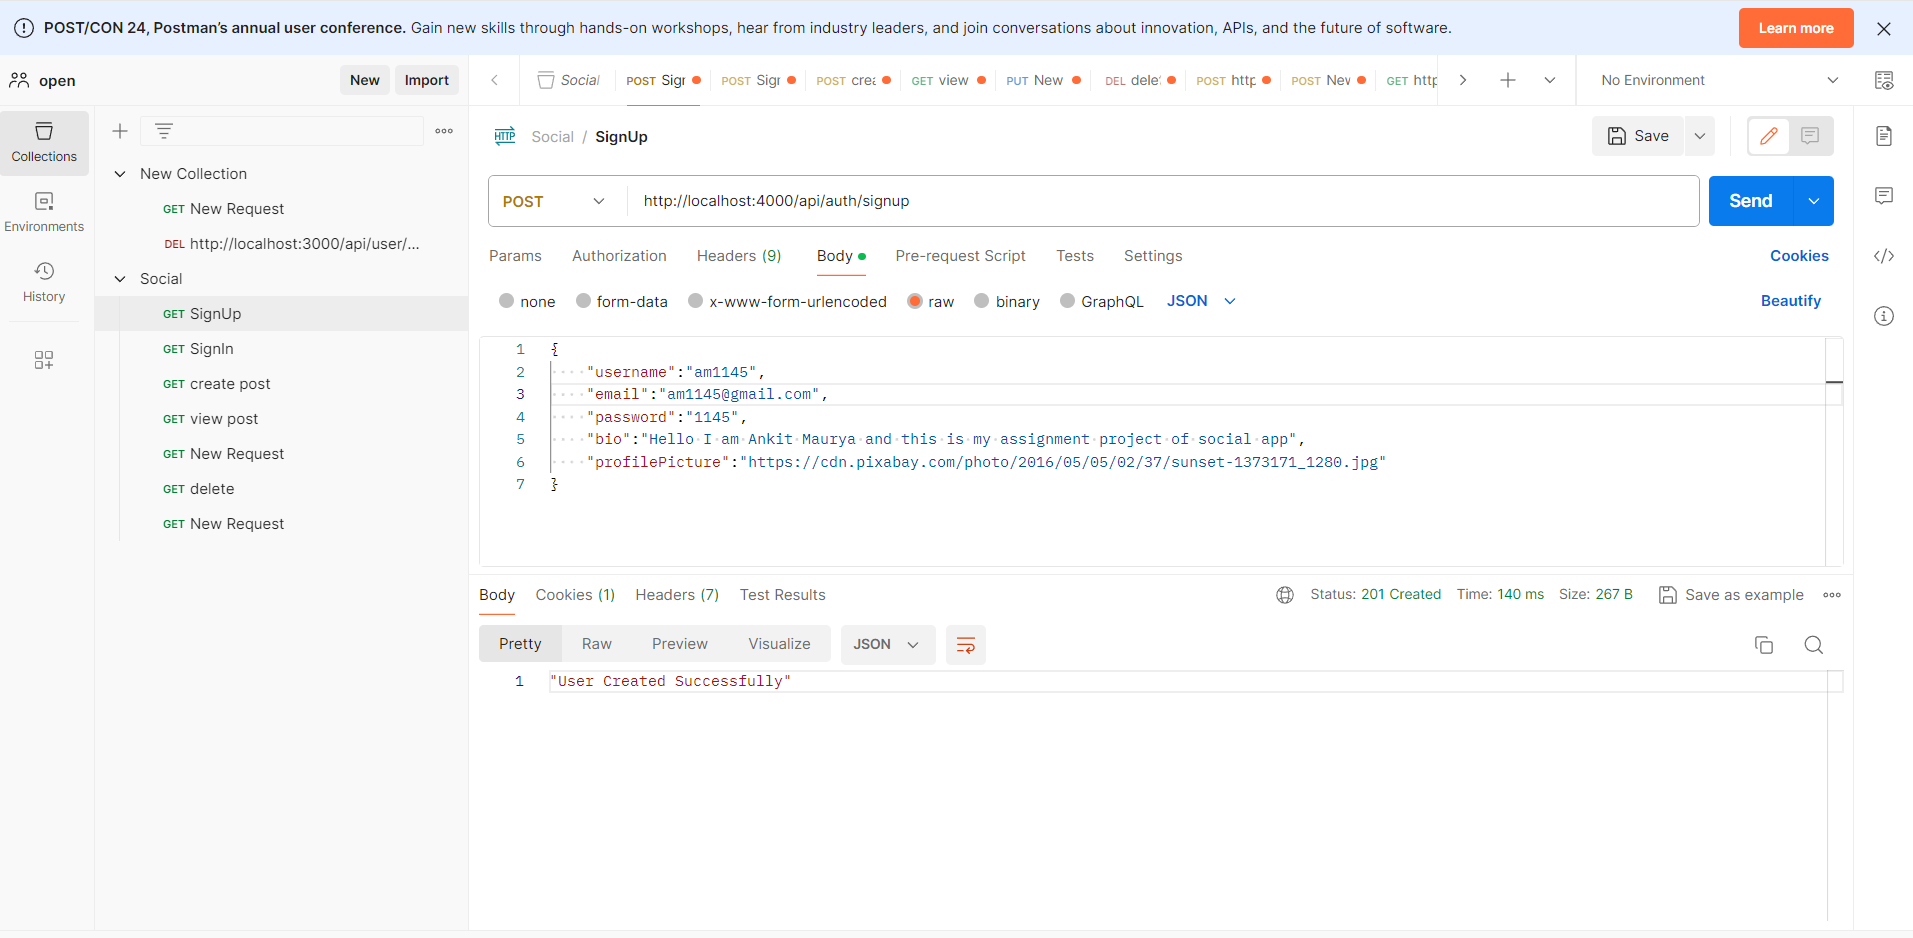 POST/CON 24, Postman's annual user conference. Gain new skills through hands-on workshops, hear from industry leaders, and join conversations about innovation, APIs, and the future of software.
Learn more
open
New
Import
Social
POST Sign
POST Sign
POST crea
GET view
PUT New
DEL dele
POST http
POST New
GET http
No Environment
Collections
Environments
History
New Collection
GET New Request
DEL http://localhost:3000/api/user/...
Social
GET SignUp
GET SignIn
GET create post
GET view post
GET New Request
GET delete
GET New Request
HTTP
Social / SignUp
Save
POST
http://localhost:4000/api/auth/signup
Send
Params
Authorization
Headers (9)
Body
Pre-request Script
Tests
Settings
Cookies
none
form-data
x-www-form-urlencoded
raw
binary
GraphQL
JSON
Beautify
1 {
2 "username":"am1145",
3 "email":"am1145@gmail.com",
4 "password":"1145",
5 "bio":"Hello I am Ankit Maurya and this is my assignment project of social app",
6 "profilePicture":"https://cdn.pixabay.com/photo/2016/05/05/02/37/sunset-1373171_1280.jpg"
7 }
Body
Cookies (1)
Headers (7)
Test Results
Status: 201 Created
Time: 140 ms
Size: 267 B
Save as example
Pretty
Raw
Preview
Visualize
JSON
1 "User Created Successfully"